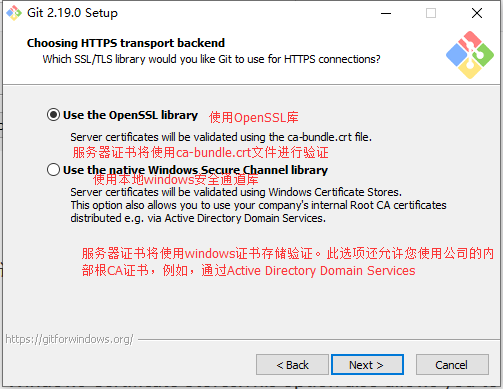 Git 2.19.0 Setup
Choosing HTTPS transport backend
Which SSL/TLS library would you like Git to use for HTTPS connections?
Use the OpenSSL library 使用OpenSSL库
Server certificates will be validated using the ca-bundle.crt file.
服务器证书将使用ca-bundle.crt文件进行验证
Use the native Windows Secure Channel library
使用本地windows安全通道库
Server certificates will be validated using Windows Certificate Stores.
This option also allows you to use your company's internal Root CA certificates
distributed e.g. via Active Directory Domain Services.
服务器证书将使用windows证书存储验证。此选项还允许您使用公司的内
部根CA证书，例如，通过Active Directory Domain Services
https://gitforwindows.org/
< Back Next > Cancel